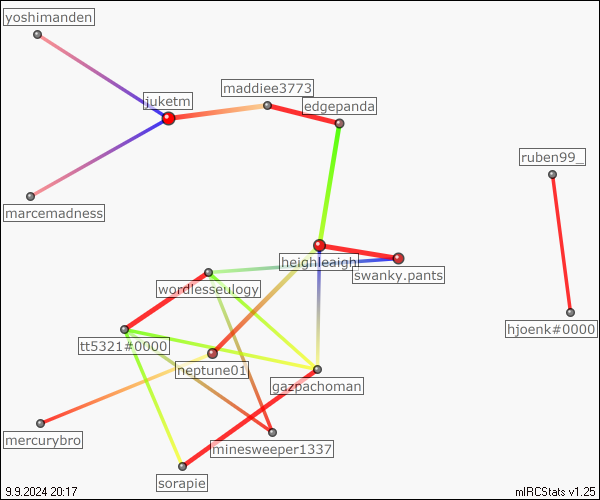 yoshimanden
maddiee3773
juketm
edgepanda
ruben99_
marcemadness
heighleaigh
swanky.pants
wordlesseulogy
hjoenk#0000
tt5321#0000
neptune01
gazpachoman
mercurybro
minesweeper1337
sorapie
9.9.2024 20:17
mIRCStats v1.25